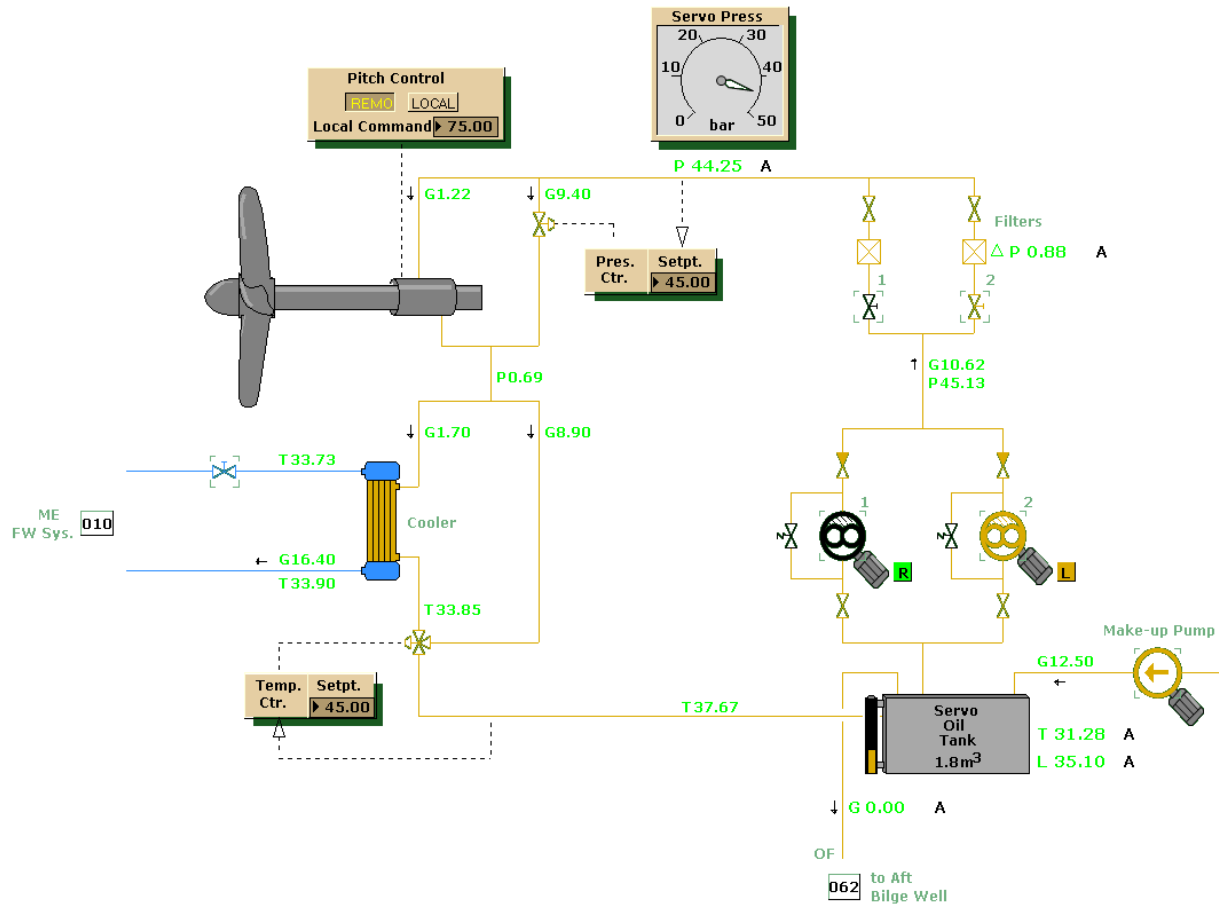 Servo Press
20 30
10 40
0 50
bar
Pitch Control
REMO LOCAL
Local Command 75.00
P 44.25 A
G1.22
G9.40
Filters
Δ P 0.88 A
Pres. Ctr.
Setpt.
45.00
1
2
G10.62
P45.13
P0.69
G1.70
G8.90
T33.73
ME
FW Sys. 010
Cooler
G16.40
T33.90
T33.85
1
2
R
L
Make-up Pump
G12.50
Temp. Ctr.
Setpt.
45.00
T37.67
Servo
Oil
Tank
1.8m3
T 31.28 A
L 35.10 A
G 0.00 A
OF
062
to Aft
Bilge Well